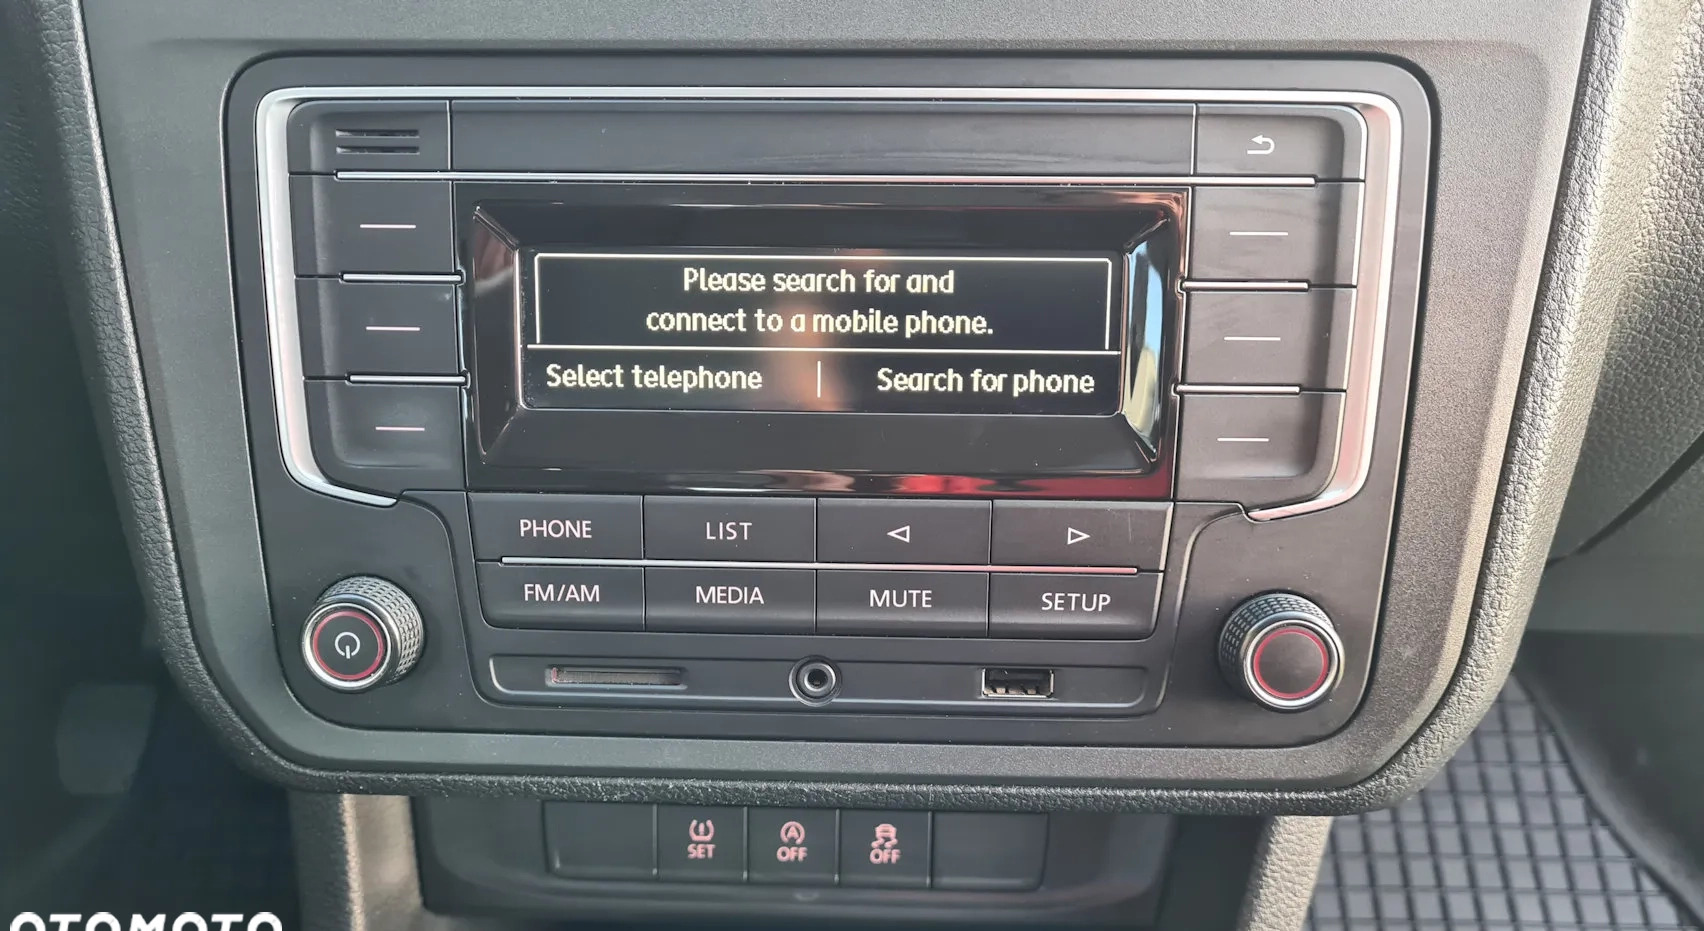 Please search for and
connect to a mobile phone.
Select telephone | Search for phone
PHONE LIST
FM/AM MEDIA MUTE SETUP
SET A OFF OFF
OTOMOTO